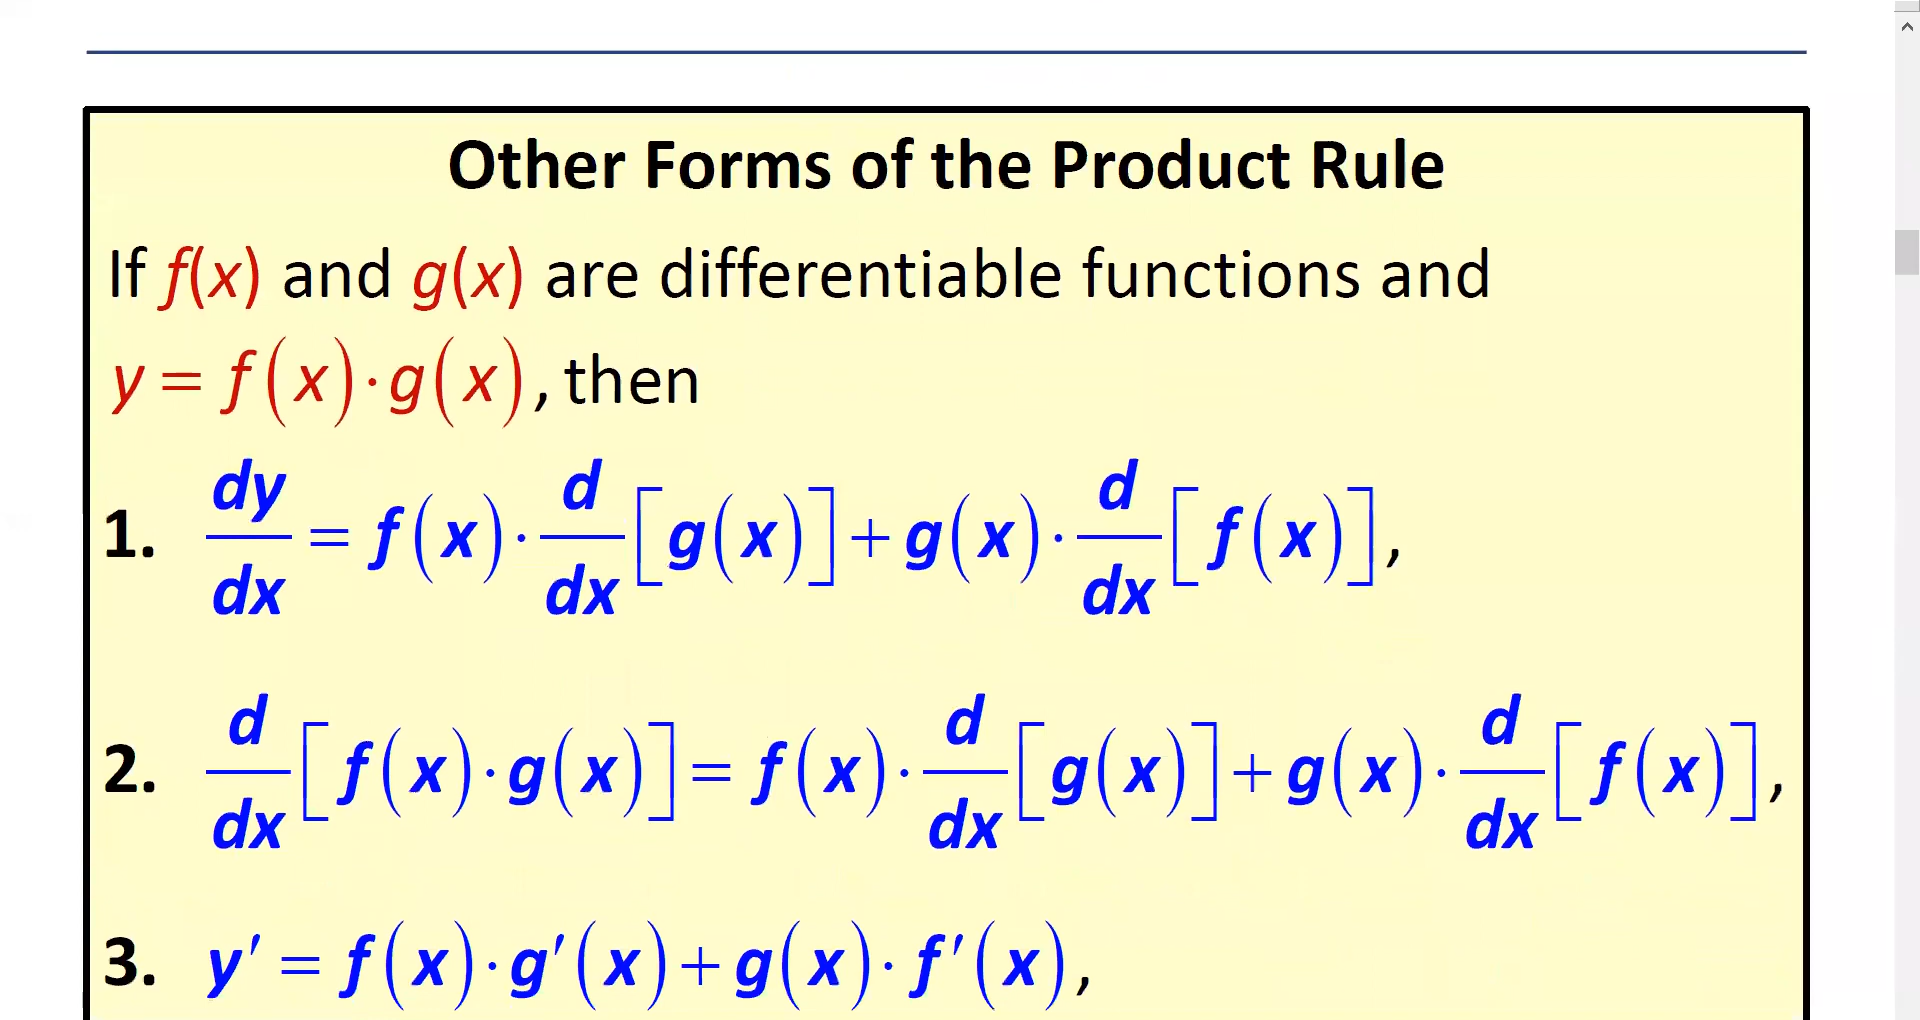 Other Forms of the Product Rule
If f(x) and g(x) are differentiable functions and
y = f(x)·g(x), then
1. dy/dx = f(x)·d/dx[g(x)]+g(x)·d/dx[f(x)],
2. d/dx[f(x)·g(x)]= f(x)·d/dx[g(x)]+g(x)·d/dx[f(x)],
3. y′ = f(x)·g′(x)+g(x)·f′(x),